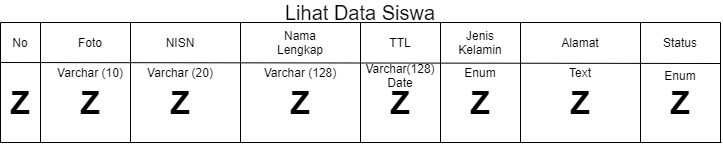 Lihat Data Siswa
No Foto NISN Nama Lengkap TTL Jenis Kelamin Alamat Status
Varchar (10) Varchar (20) Varchar (128) Varchar(128) Date Enum Text Enum
Z Z Z Z Z Z Z Z